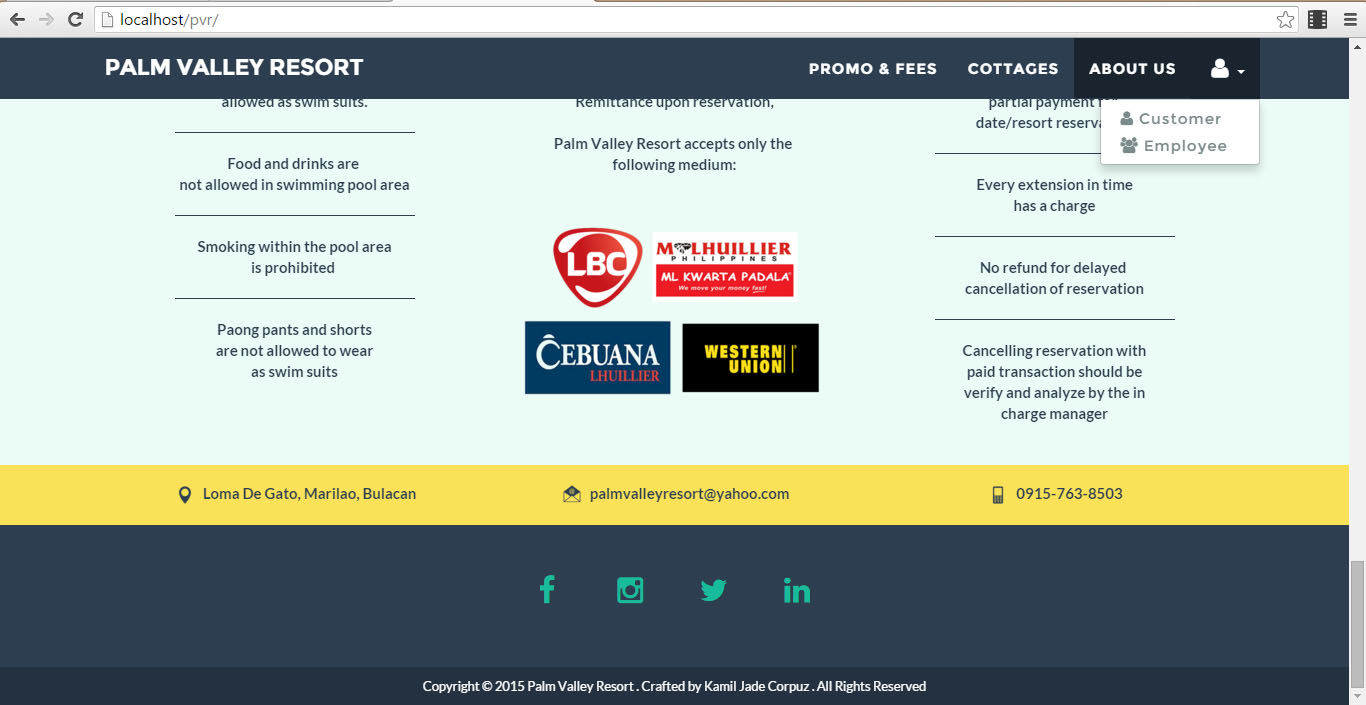 localhost/pvr/
PALM VALLEY RESORT
PROMO & FEES
COTTAGES
ABOUT US
Customer
Employee
allowed as swim suits.
Food and drinks are
not allowed in swimming pool area
Smoking within the pool area
is prohibited
Paong pants and shorts
are not allowed to wear
as swim suits
Remittance upon reservation,
Palm Valley Resort accepts only the
following medium:
LBC
M LHUILLIER
PHILIPPINES
ML KWARTA PADALA
We move your money fast!
CEBUANA
LHUILLIER
WESTERN
UNION
partial payment
date/resort
Every extension in time
has a charge
No refund for delayed
cancellation of reservation
Cancelling reservation with
paid transaction should be
verify and analyze by the in
charge manager
Loma De Gato, Marilao, Bulacan
palmvalleyresort@yahoo.com
0915-763-8503
Copyright © 2015 Palm Valley Resort . Crafted by Kamil Jade Corpuz . All Rights Reserved